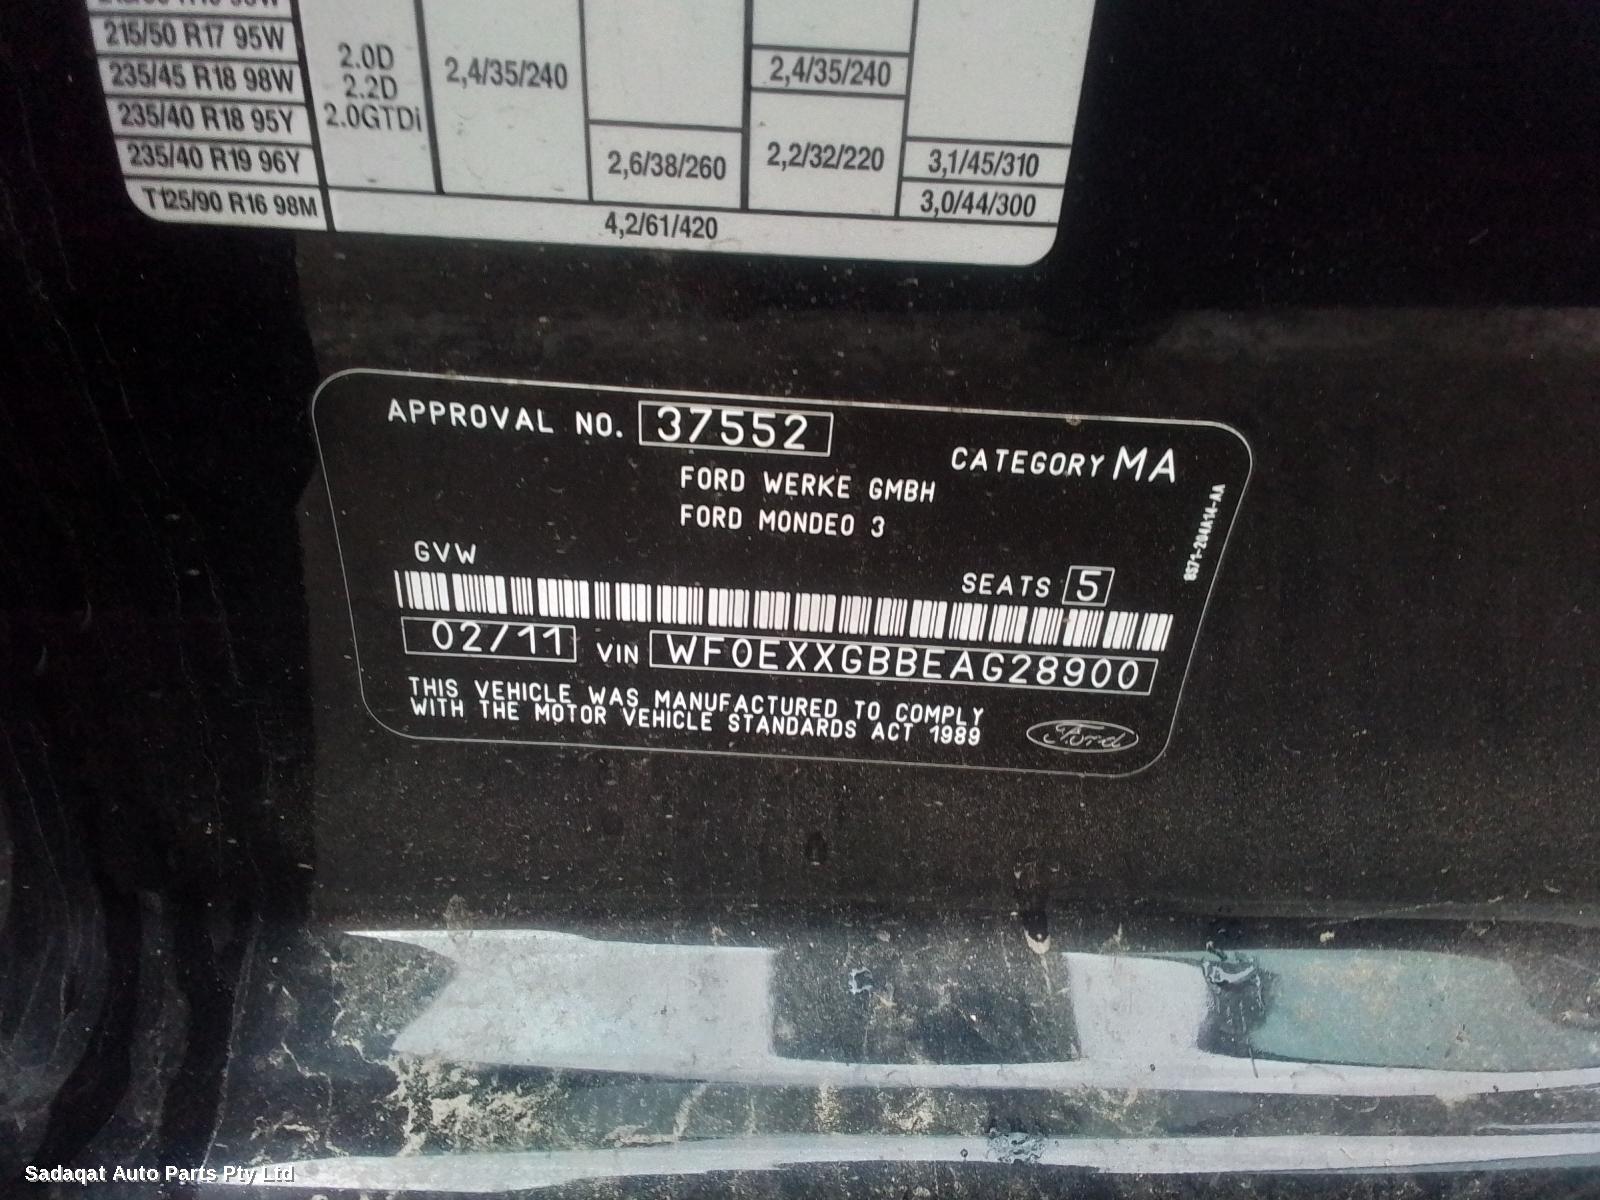 215/50 R17 95W
235/45 R18 98W
235/40 R18 95Y
235/40 R19 96Y
T125/90 R16 98M
2.0D
2.2D
2.0GTDi
2,4/35/240
2,6/38/260
2,4/35/240
2,2/32/220
3,1/45/310
3,0/44/300
4,2/61/420
APPROVAL NO. 37552
CATEGORY MA
FORD WERKE GMBH
FORD MONDEO 3
8S71-204A14-AA
GVW
SEATS 5
02/11 VIN WF0EXXGBBEAG28900
THIS VEHICLE WAS MANUFACTURED TO COMPLY
WITH THE MOTOR VEHICLE STANDARDS ACT 1989
Ford
Sadaqat Auto Parts Pty Ltd